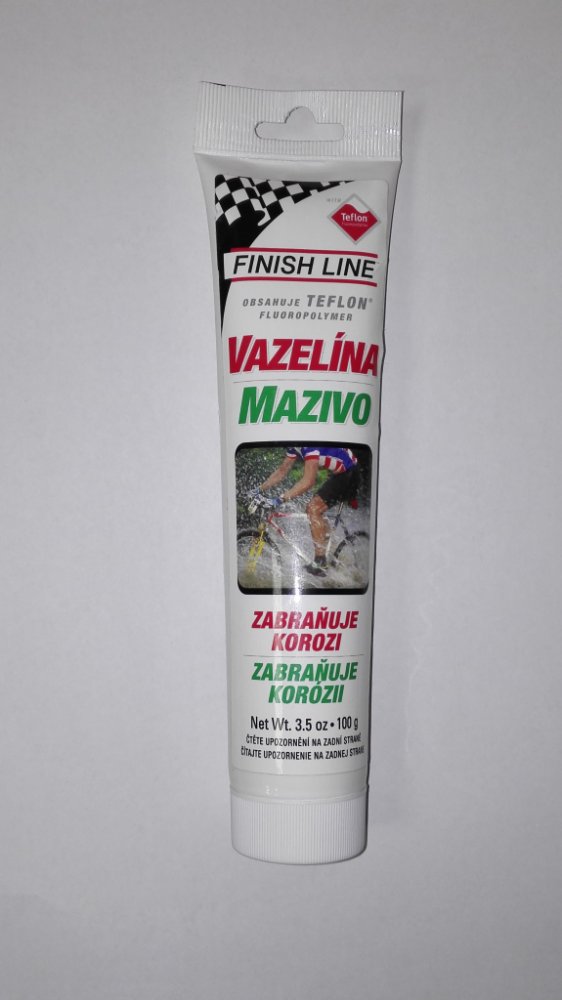 WITH
Teflon
FINISH LINE
OBSAHUJE TEFLON®
FLUOROPOLYMER
VAZELÍNA
MAZIVO
ZABRAŇUJE
KOROZI
ZABRAŇUJE
KORÓZII
Net Wt. 3.5 oz • 100 g
ČTĚTE UPOZORNĚNÍ NA ZADNÍ STRANĚ
ČÍTAJTE UPOZORNENIE NA ZADNEJ STRANE